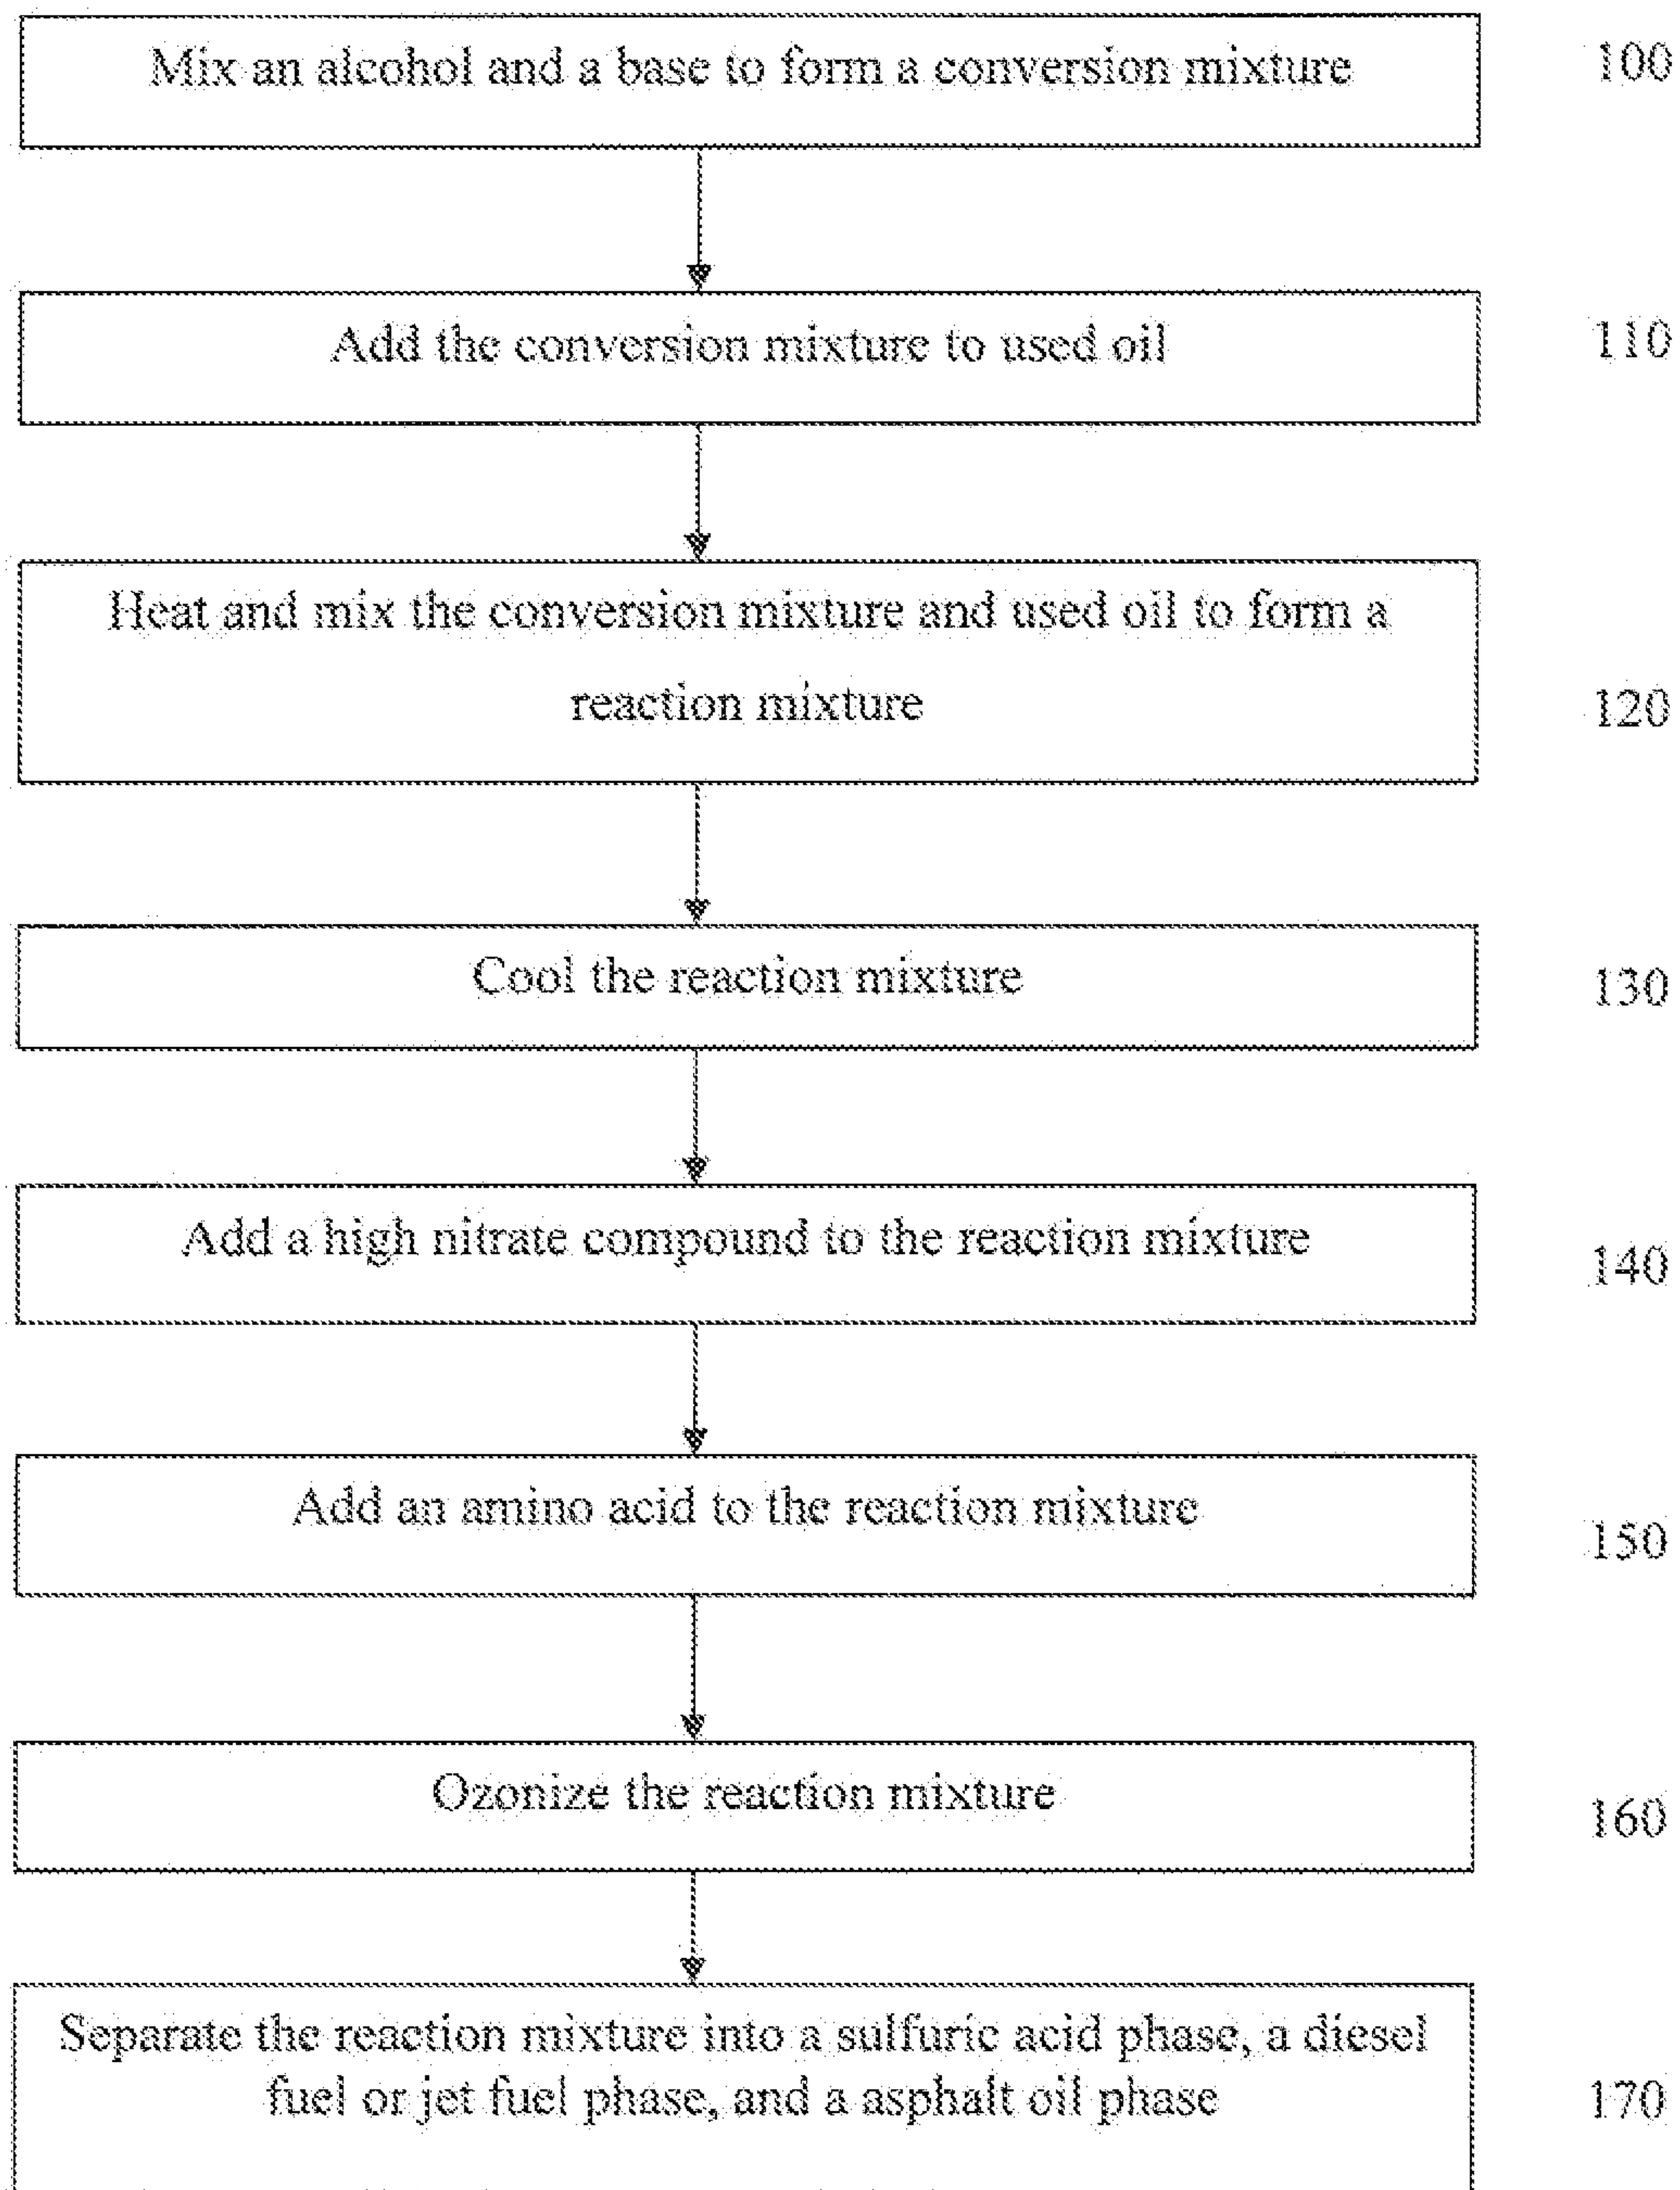 Mix an alcohol and a base to form a conversion mixture 100
Add the conversion mixture to used oil 110
Heat and mix the conversion mixture and used oil to form a
reaction mixture 120
Cool the reaction mixture 130
Add a high nitrate compound to the reaction mixture 140
Add an amino acid to the reaction mixture 150
Ozonize the reaction mixture 160
Separate the reaction mixture into a sulfuric acid phase, a diesel
fuel or jet fuel phase, and a asphalt oil phase 170